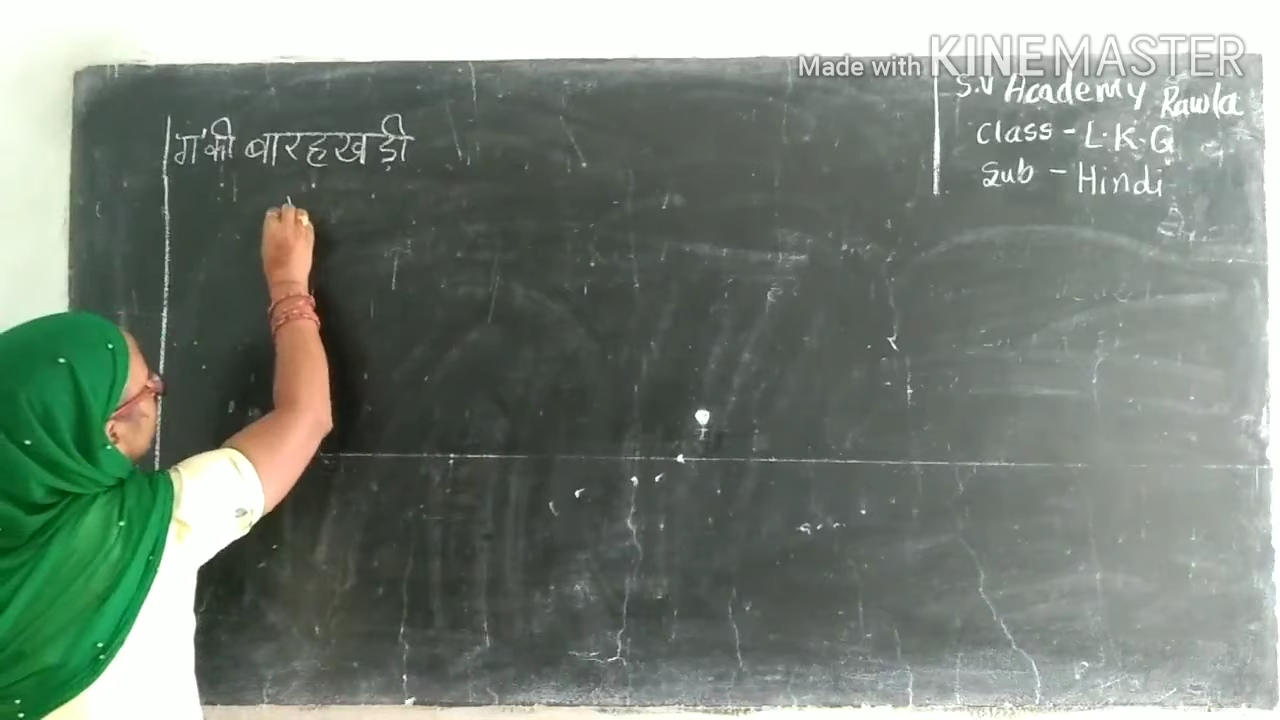 Made with KINEMASTER
S.V Academy Rawla
Class - L.K.G
Sub - Hindi
ग' की बारहखड़ी